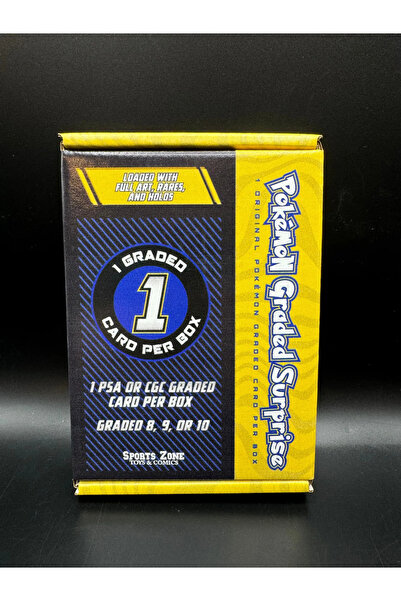 LOADED WITH
FULL ART, RARES,
AND HOLOS
1 GRADED
1
CARD PER BOX
1 PSA OR CGC GRADED
CARD PER BOX
GRADED 8, 9, OR 10
SPORTS ZONE
TOYS & COMICS
POKéMON Graded Surprise
1 ORIGINAL POKÉMON GRADED CARD PER BOX